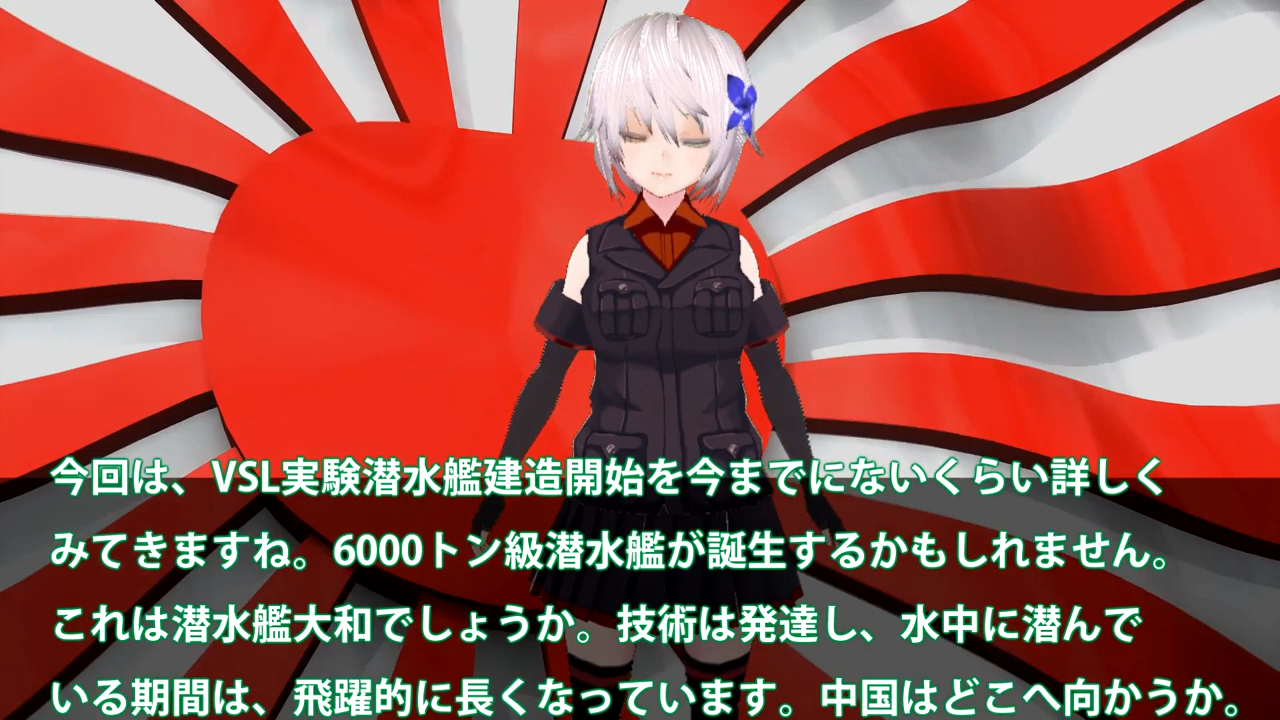 今回は、VSL実験潜水艦建造開始を今までにないくらい詳しく
みてきますね。6000トン級潜水艦が誕生するかもしれません。
これは潜水艦大和でしょうか。技術は発達し、水中に潜んで
いる期間は、飛躍的に長くなっています。中国はどこへ向かうか。